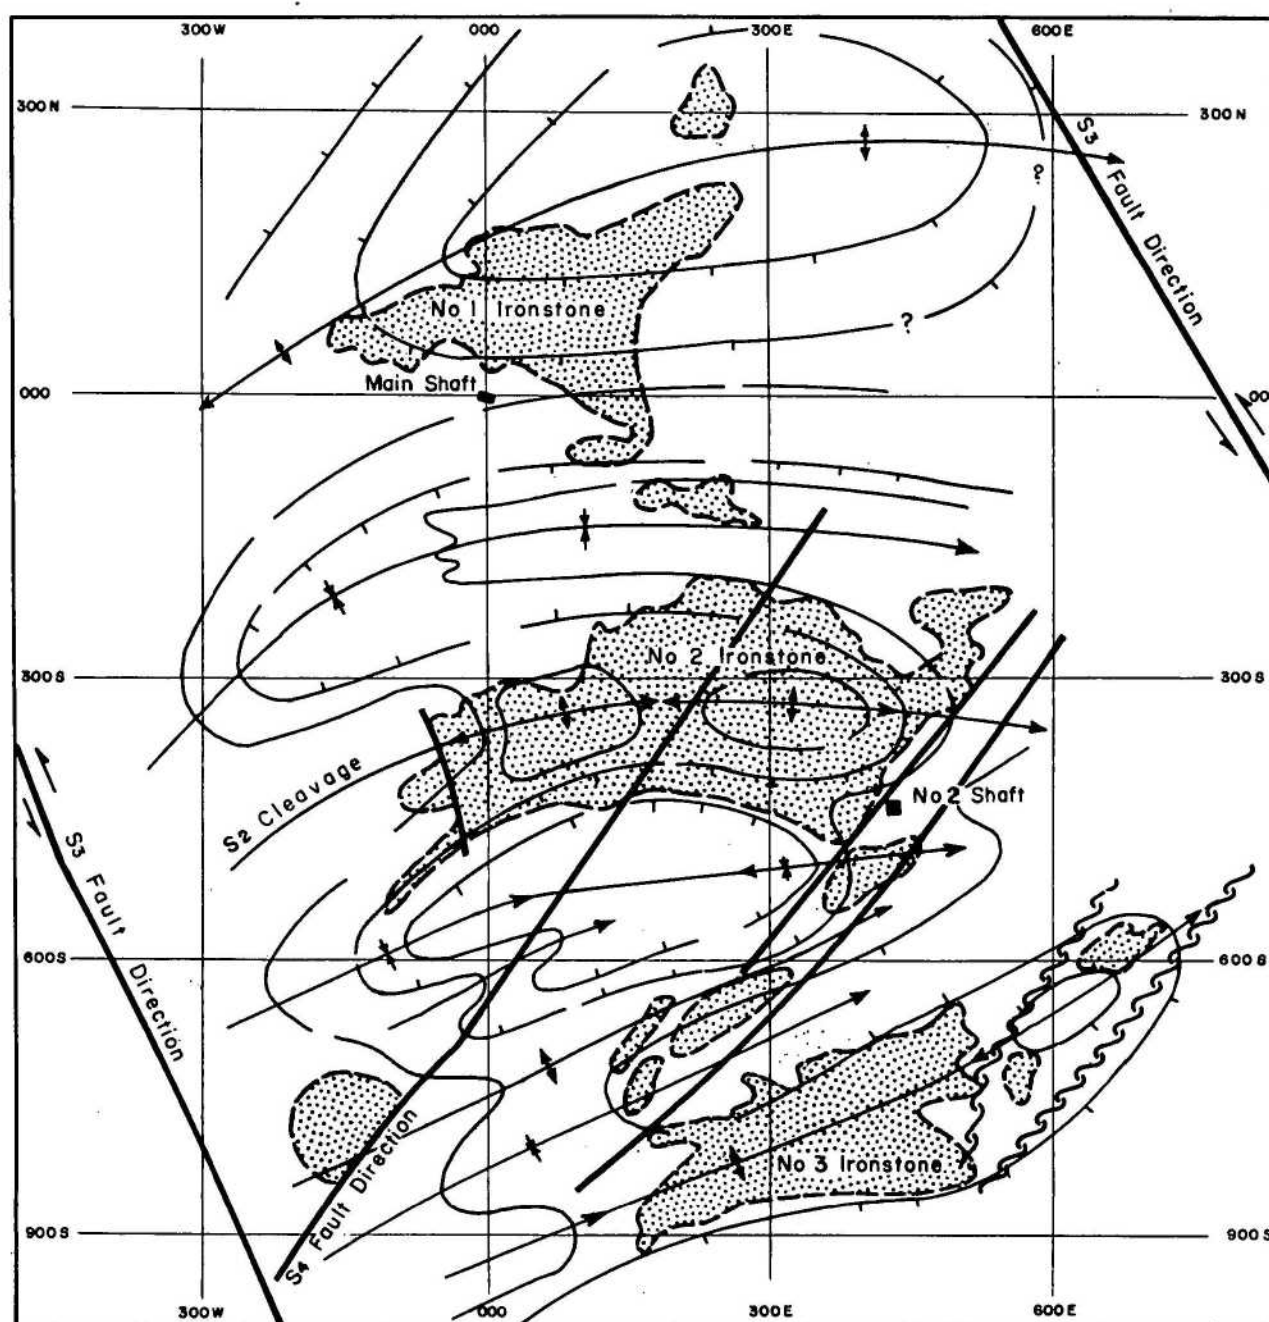 300W 000 300E 600E
300N 300N
S3 Fault Direction
?
No 1 Ironstone
?
Main Shaft
000 00
No 2 Ironstone
300S 300S
S2 Cleavage
No 2 Shaft
S3 Fault Direction
600S 600S
No 3 Ironstone
S4 Fault Direction
900S 900S
300W 000 300E 600E